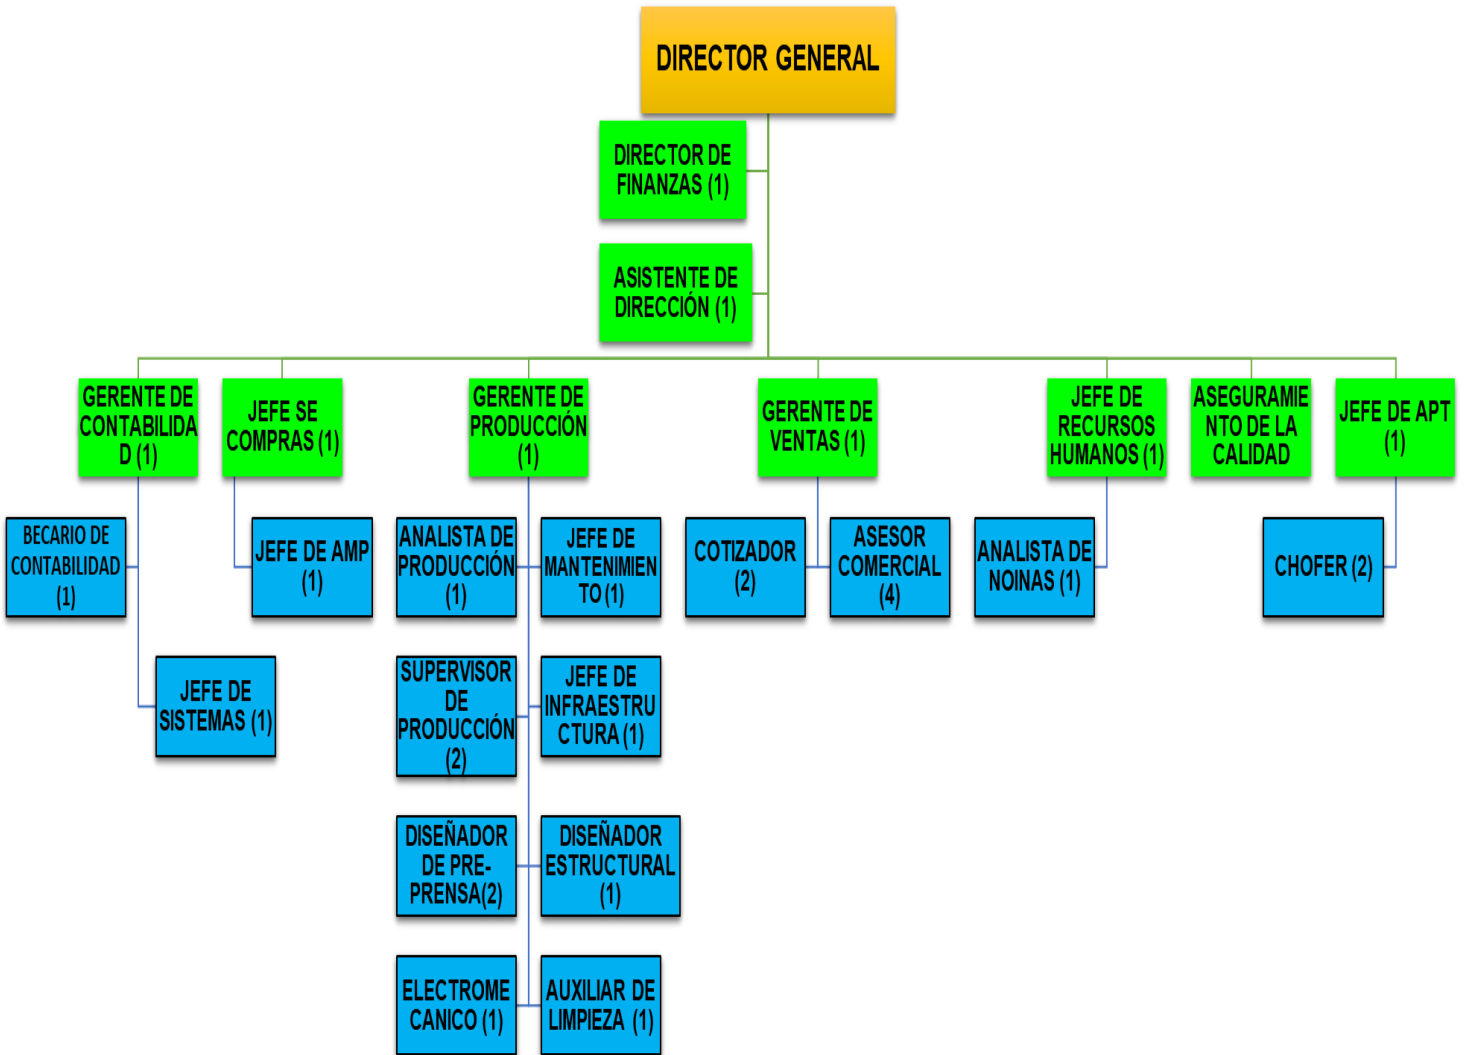 DIRECTOR GENERAL
DIRECTOR DE
FINANZAS (1)
ASISTENTE DE
DIRECCIÓN (1)
GERENTE DE
CONTABILIDA
D (1)
JEFE SE
COMPRAS (1)
GERENTE DE
PRODUCCIÓN
(1)
GERENTE DE
VENTAS (1)
JEFE DE
RECURSOS
HUMANOS (1)
ASEGURAMIE
NTO DE LA
CALIDAD
JEFE DE APT
(1)
BECARIO DE
CONTABILIDAD
(1)
JEFE DE AMP
(1)
ANALISTA DE
PRODUCCIÓN
(1)
JEFE DE
MANTENIMIEN
TO (1)
COTIZADOR
(2)
ASESOR
COMERCIAL
(4)
ANALISTA DE
NOINAS (1)
CHOFER (2)
JEFE DE
SISTEMAS (1)
SUPERVISOR
DE
PRODUCCIÓN
(2)
JEFE DE
INFRAESTRU
CTURA (1)
DISEÑADOR
DE PRE-
PRENSA(2)
DISEÑADOR
ESTRUCTURAL
(1)
ELECTROME
CANICO (1)
AUXILIAR DE
LIMPIEZA (1)